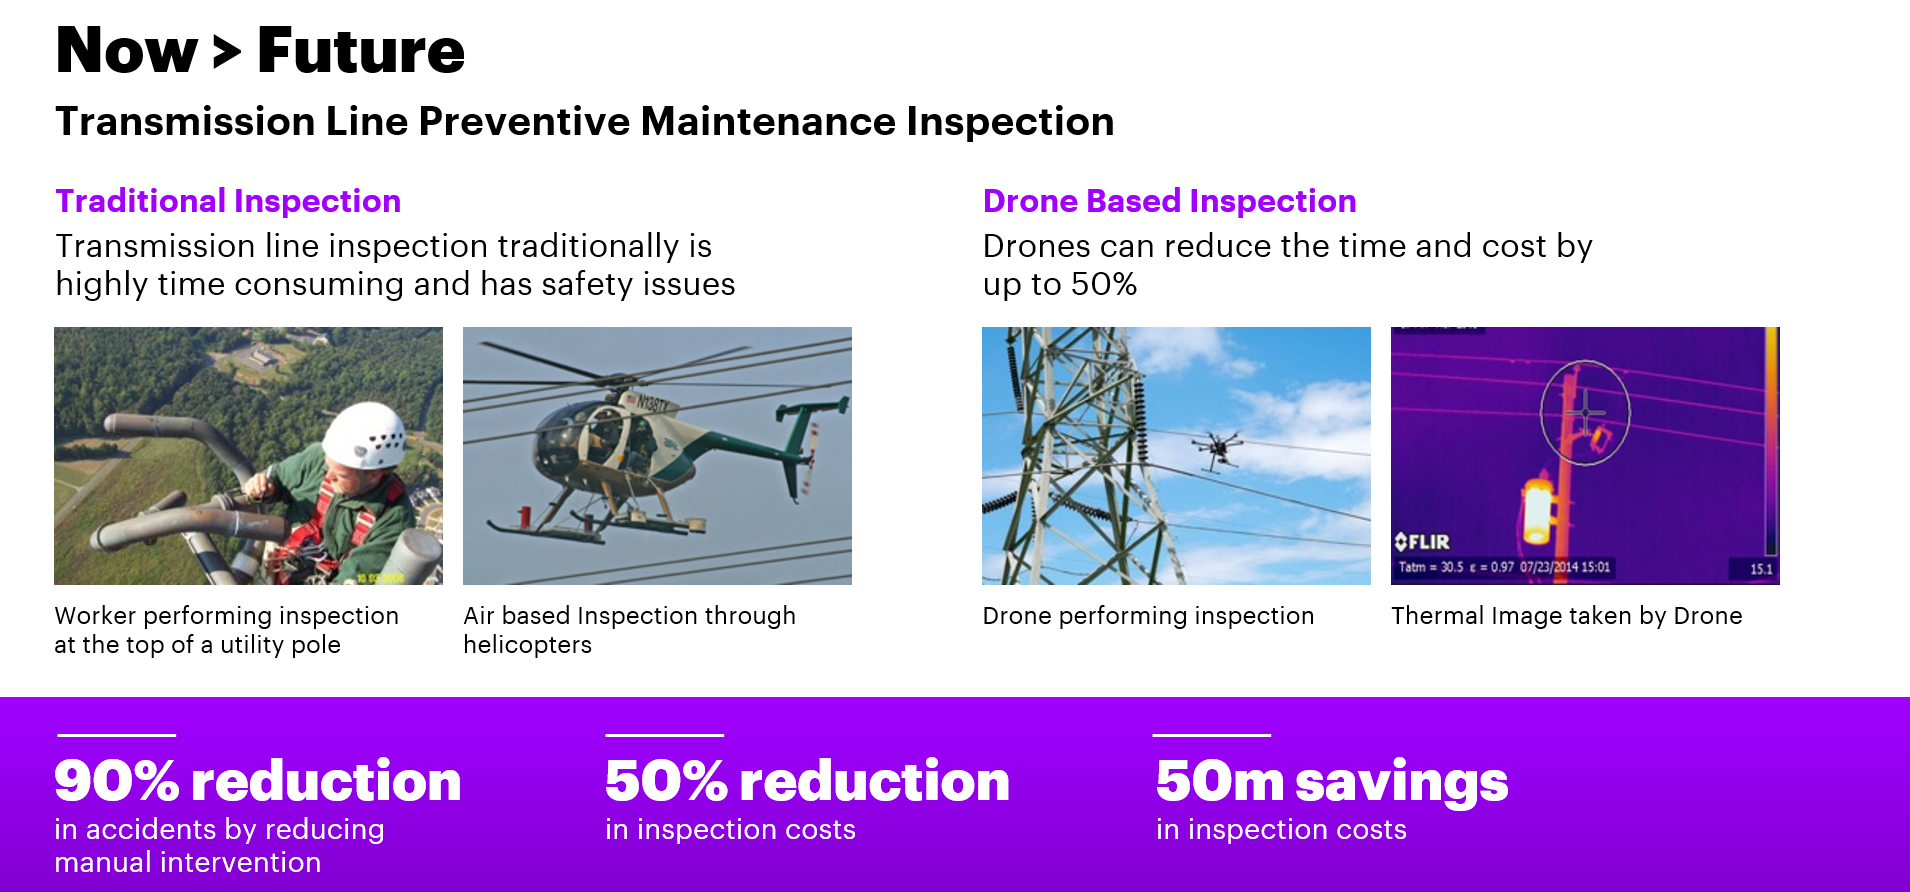 Now > Future
Transmission Line Preventive Maintenance Inspection
Traditional Inspection
Transmission line inspection traditionally is
highly time consuming and has safety issues
Drone Based Inspection
Drones can reduce the time and cost by
up to 50%
N138TX
10 03 2006
FLIR
Tatm = 30.5 ε = 0.97 07/23/2014 15:01
15.1
Worker performing inspection
at the top of a utility pole
Air based Inspection through
helicopters
Drone performing inspection
Thermal Image taken by Drone
90% reduction
in accidents by reducing
manual intervention
50% reduction
in inspection costs
50m savings
in inspection costs